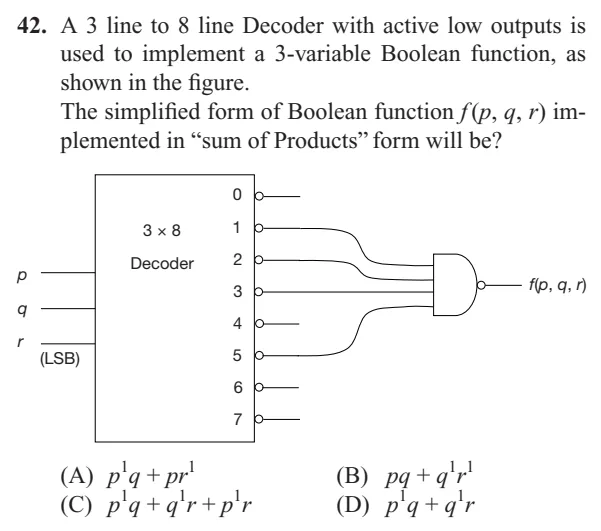 42. A 3 line to 8 line Decoder with active low outputs is
used to implement a 3-variable Boolean function, as
shown in the figure.
The simplified form of Boolean function f(p, q, r) im-
plemented in “sum of Products” form will be?
0
3 × 8
1
Decoder
2
p
3
f(p, q, r)
q
4
r
(LSB)
5
6
7
(A) p¹q + pr¹
(B) pq + q¹r¹
(C) p¹q + q¹r + p¹r
(D) p¹q + q¹r